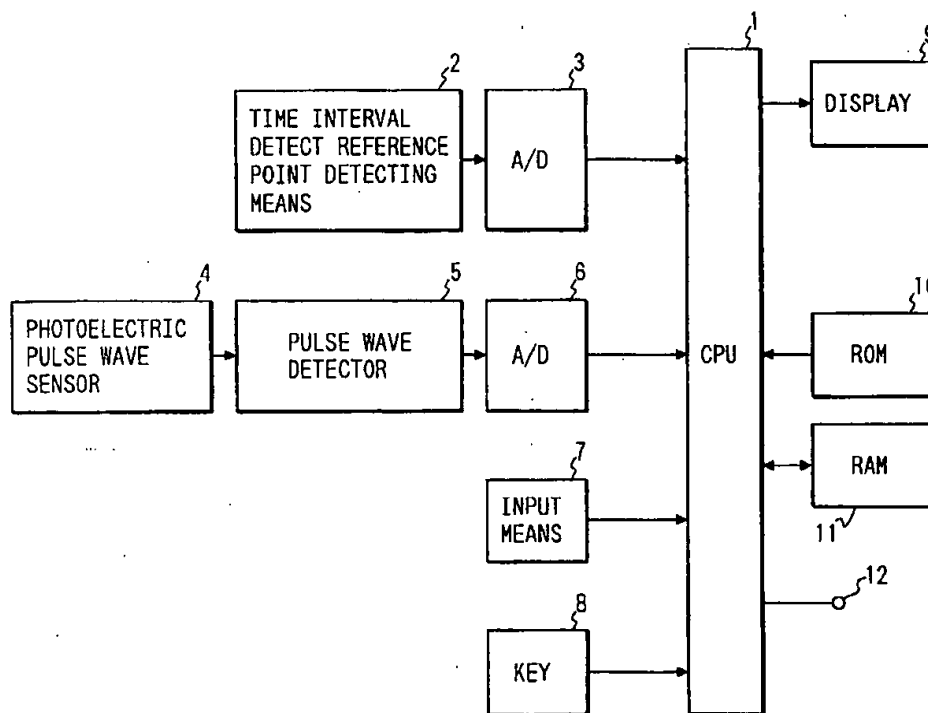 1
9
2
3
TIME INTERVAL
DETECT REFERENCE
POINT DETECTING
MEANS
A/D
DISPLAY
4
5
6
10
PHOTOELECTRIC
PULSE WAVE
SENSOR
PULSE WAVE
DETECTOR
A/D
CPU
ROM
7
RAM
INPUT
MEANS
11
12
8
KEY